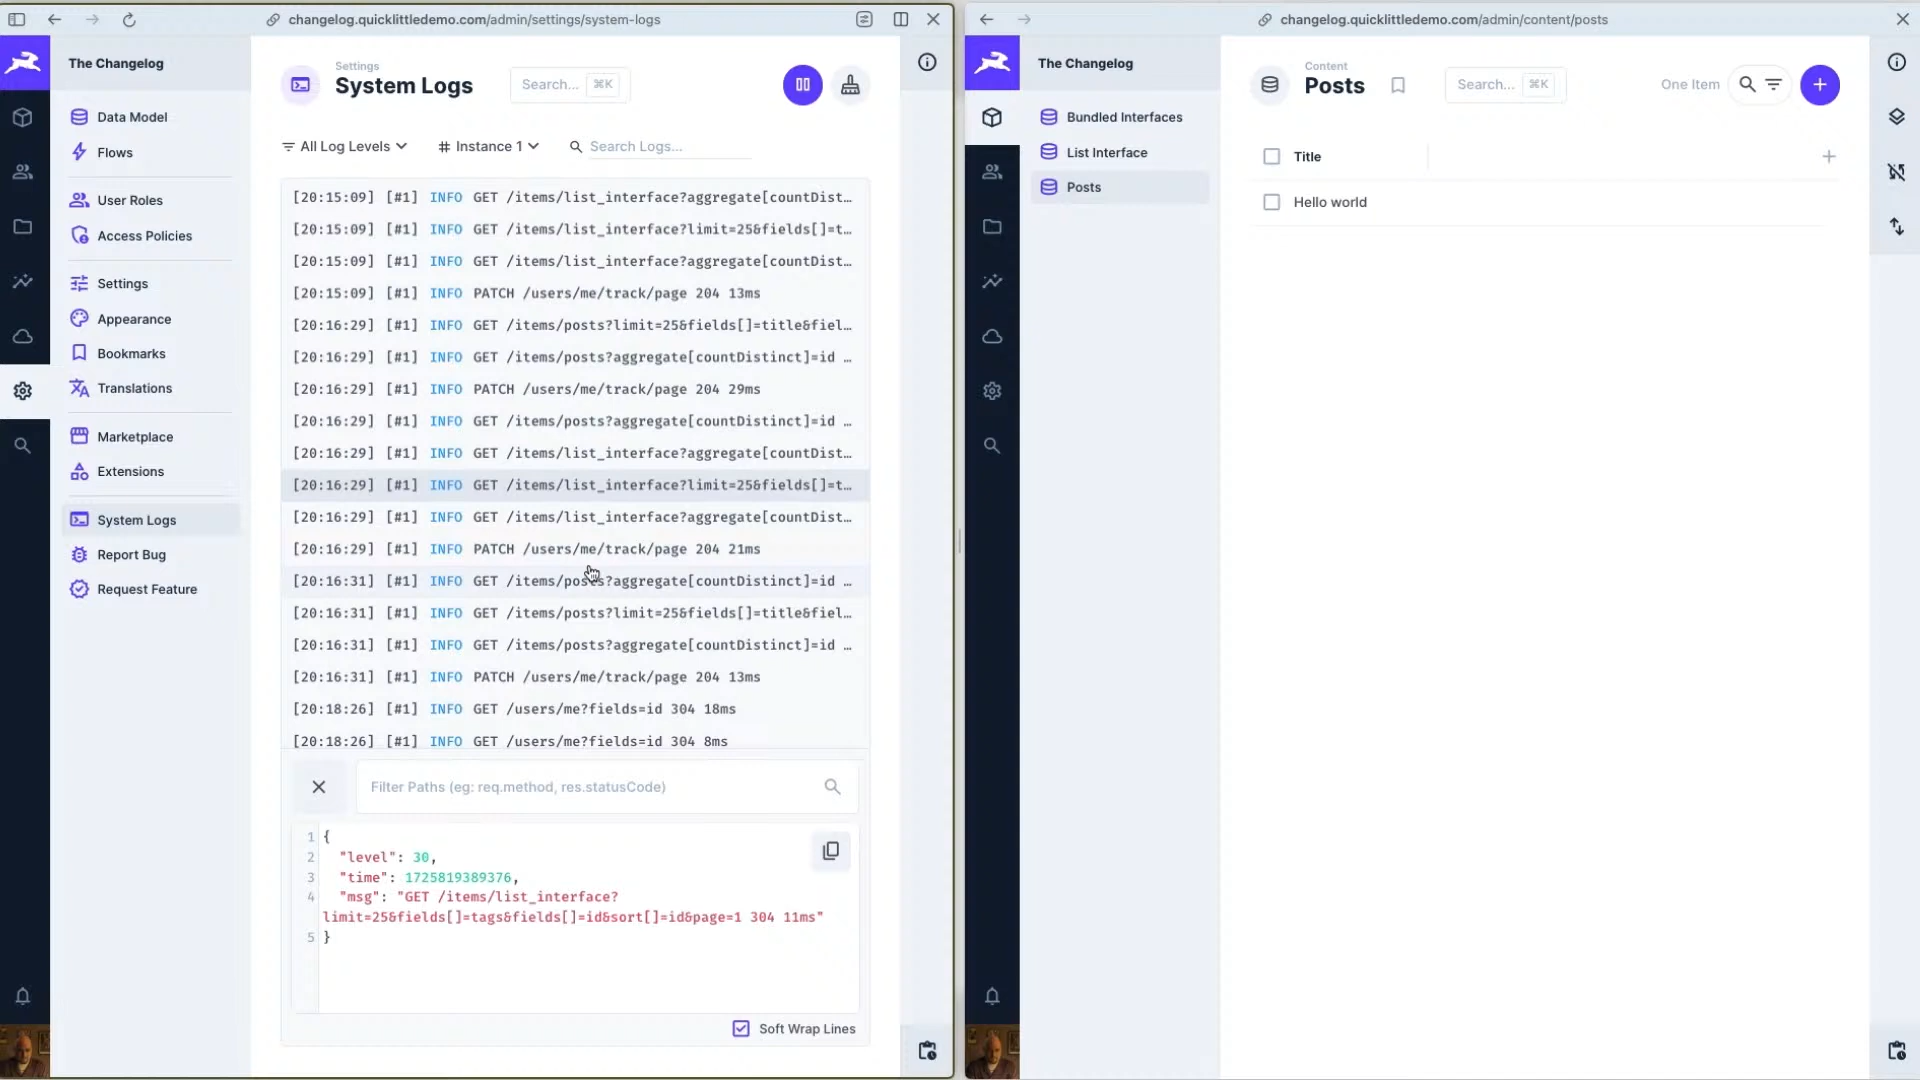 changelog.quicklittledemo.com/admin/settings/system-logs
The Changelog
Data Model
Flows
User Roles
Access Policies
Settings
Appearance
Bookmarks
Translations
Marketplace
Extensions
System Logs
Report Bug
Request Feature
Settings
System Logs
Search... ⌘K
All Log Levels
# Instance 1
Search Logs...
[20:15:09] [#1] INFO GET /items/list_interface?aggregate[countDist…
[20:15:09] [#1] INFO GET /items/list_interface?limit=25&fields[]=t…
[20:15:09] [#1] INFO GET /items/list_interface?aggregate[countDist…
[20:15:09] [#1] INFO PATCH /users/me/track/page 204 13ms
[20:16:29] [#1] INFO GET /items/posts?limit=25&fields[]=title&fiel…
[20:16:29] [#1] INFO GET /items/posts?aggregate[countDistinct]=id …
[20:16:29] [#1] INFO PATCH /users/me/track/page 204 29ms
[20:16:29] [#1] INFO GET /items/posts?aggregate[countDistinct]=id …
[20:16:29] [#1] INFO GET /items/list_interface?aggregate[countDist…
[20:16:29] [#1] INFO GET /items/list_interface?limit=25&fields[]=t…
[20:16:29] [#1] INFO GET /items/list_interface?aggregate[countDist…
[20:16:29] [#1] INFO PATCH /users/me/track/page 204 21ms
[20:16:31] [#1] INFO GET /items/posts?aggregate[countDistinct]=id …
[20:16:31] [#1] INFO GET /items/posts?limit=25&fields[]=title&fiel…
[20:16:31] [#1] INFO GET /items/posts?aggregate[countDistinct]=id …
[20:16:31] [#1] INFO PATCH /users/me/track/page 204 13ms
[20:18:26] [#1] INFO GET /users/me?fields=id 304 18ms
[20:18:26] [#1] INFO GET /users/me?fields=id 304 8ms
Filter Paths (eg: req.method, res.statusCode)
1 {
2 "level": 30,
3 "time": 1725819389376,
4 "msg": "GET /items/list_interface?
limit=25&fields[]=tags&fields[]=id&sort[]=id&page=1 304 11ms"
5 }
Soft Wrap Lines
changelog.quicklittledemo.com/admin/content/posts
The Changelog
Bundled Interfaces
List Interface
Posts
Content
Posts
Search... ⌘K
One Item
Title
Hello world